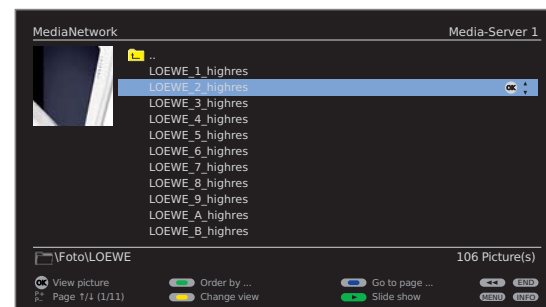 MediaNetwork Media-Server 1
..
LOEWE_1_highres
LOEWE_2_highres OK
LOEWE_3_highres
LOEWE_4_highres
LOEWE_5_highres
LOEWE_6_highres
LOEWE_7_highres
LOEWE_8_highres
LOEWE_9_highres
LOEWE_A_highres
LOEWE_B_highres
\Foto\LOEWE 106 Picture(s)
OK View picture Order by ... Go to page ... END
P+ P- Page ↑/↓ (1/11) Change view Slide show MENU INFO